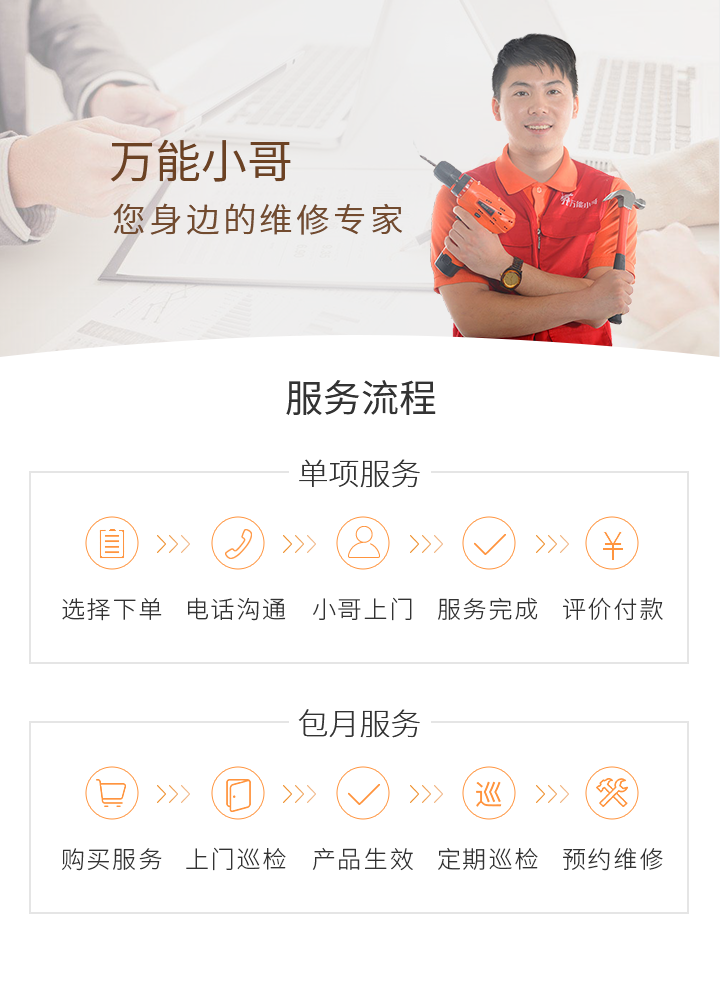 万能小哥
您身边的维修专家
万能小哥
服务流程
单项服务
选择下单 电话沟通 小哥上门 服务完成 评价付款
包月服务
巡
购买服务 上门巡检 产品生效 定期巡检 预约维修